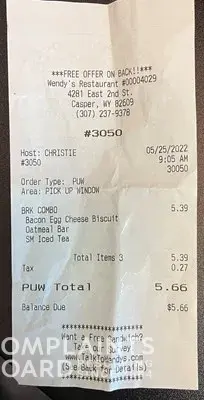 ***FREE OFFER ON BACK!!***
Wendy's Restaurant #00004029
4281 East 2nd St.
Casper, WY 82609
(307) 237-9378
#3050
Host: CHRISTIE 05/25/2022
#3050 9:05 AM
30050
Order Type: PUW
Area: PICK UP WINDOW
BRK COMBO 5.39
Bacon Egg Cheese Biscuit
Oatmeal Bar
SM Iced Tea
Total Items 3 5.39
Tax 0.27
PUW Total 5.66
Balance Due $5.66
Want a Free Sandwich?
Take Our Survey
www.TalkToWendys.com
(See Back for Details)
COMPLAINTS
BOARD